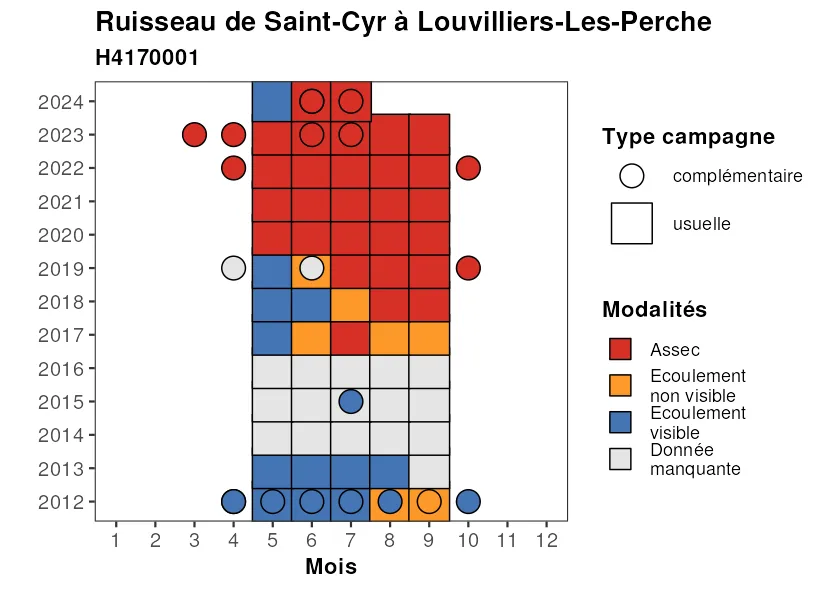 Ruisseau de Saint-Cyr à Louvilliers-Les-Perche
H4170001
2024
2023
2022
2021
2020
2019
2018
2017
2016
2015
2014
2013
2012
1 2 3 4 5 6 7 8 9 10 11 12
Mois
Type campagne
complémentaire
usuelle
Modalités
Assec
Ecoulement
non visible
Ecoulement
visible
Donnée
manquante